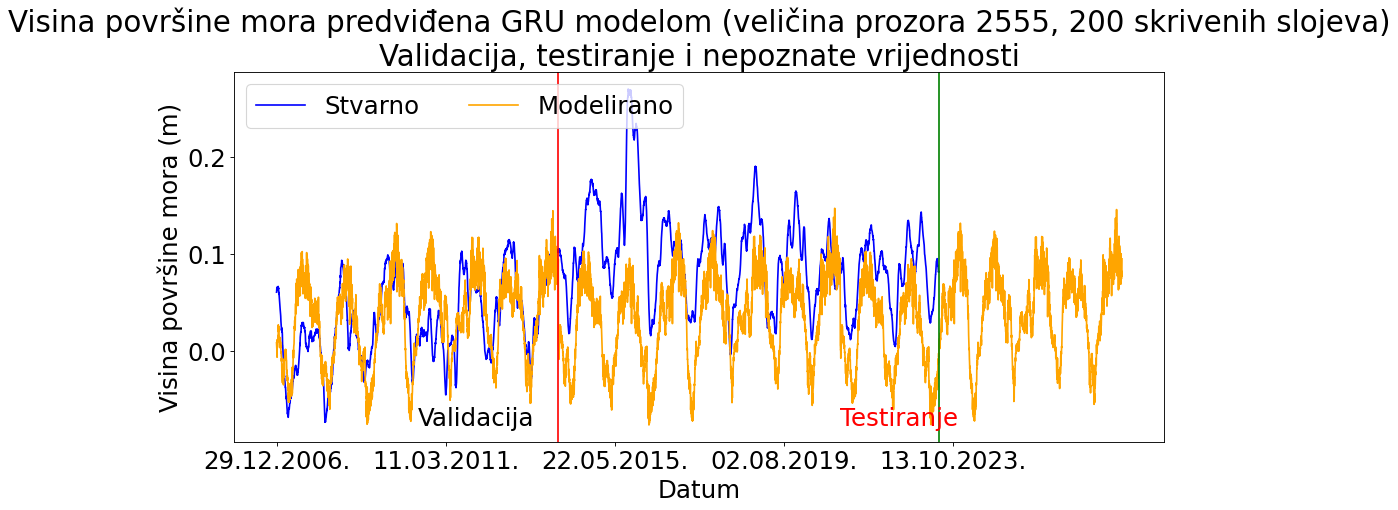 Visina površine mora predviđena GRU modelom (veličina prozora 2555, 200 skrivenih slojeva)
Validacija, testiranje i nepoznate vrijednosti
Stvarno
Modelirano
Visina površine mora (m)
0.2
0.1
0.0
Validacija
Testiranje
29.12.2006.
11.03.2011.
22.05.2015.
02.08.2019.
13.10.2023.
Datum